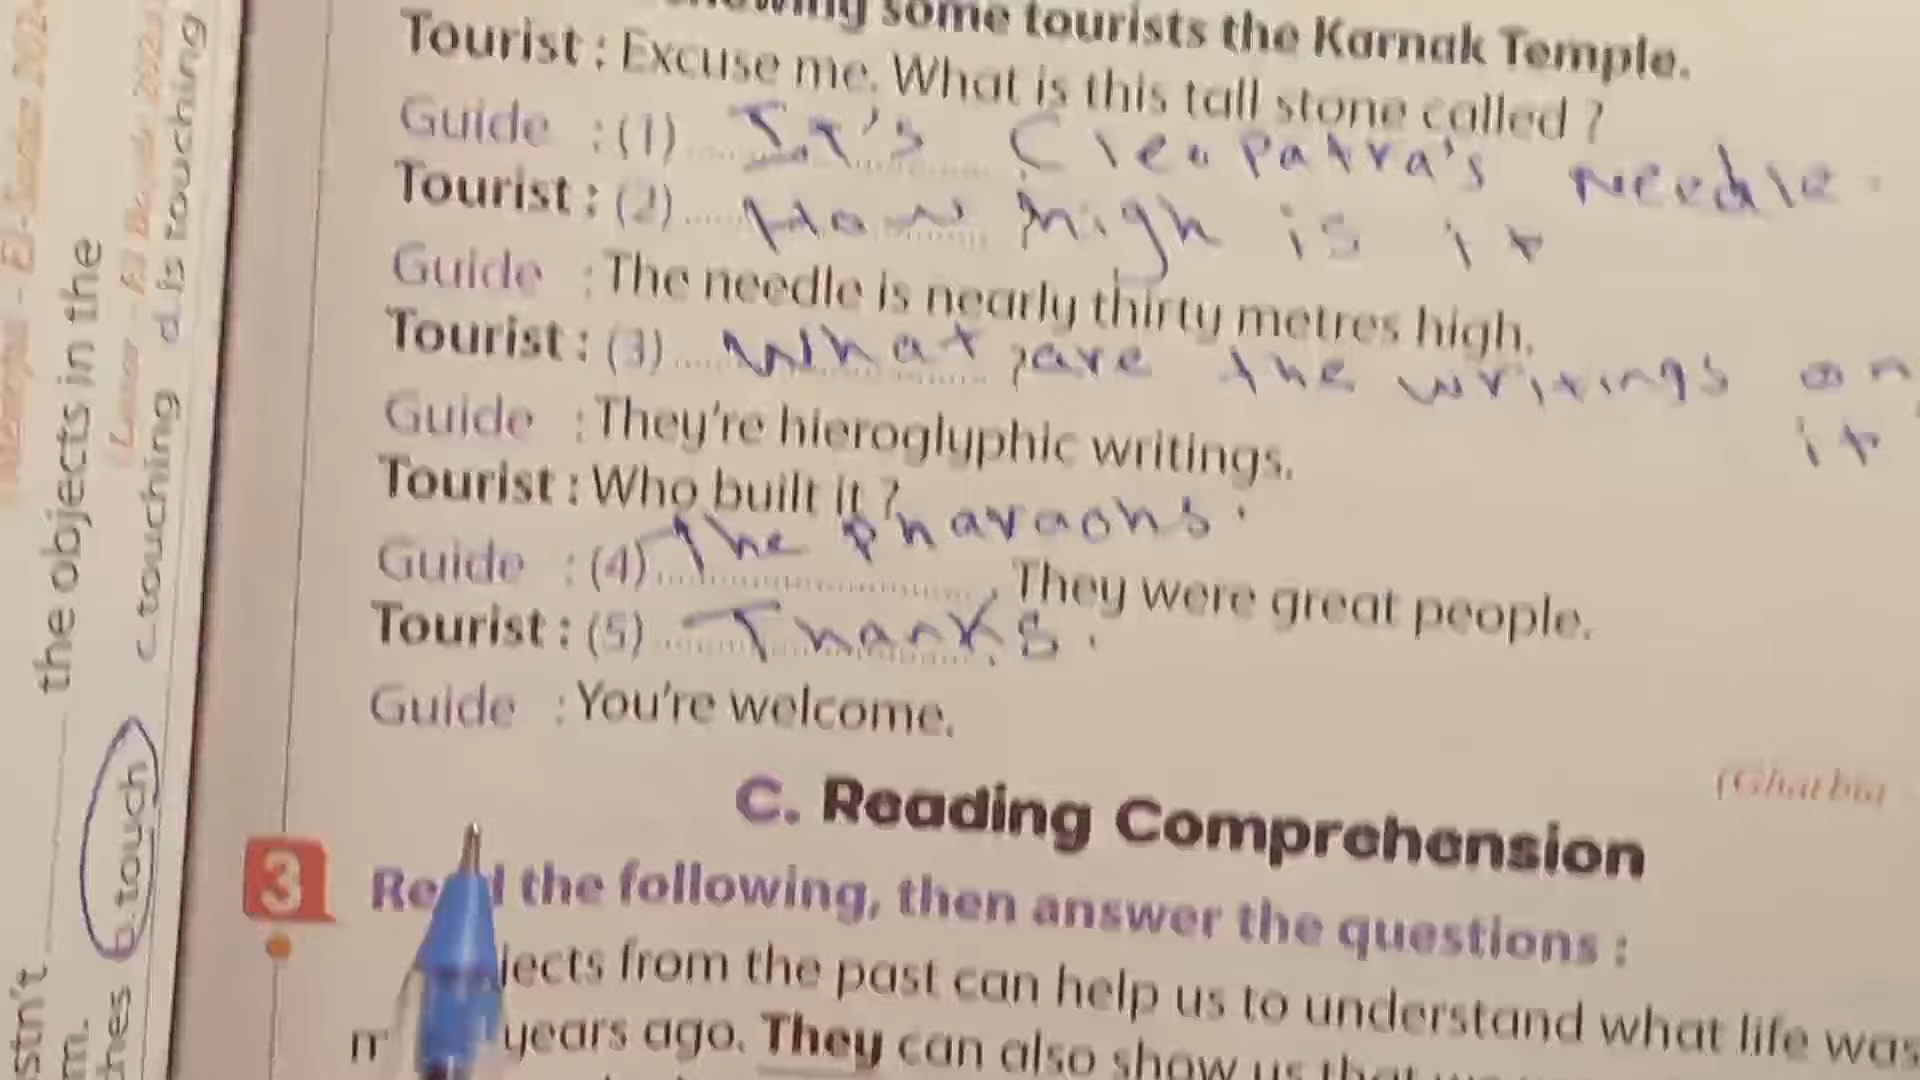 some tourists the Karnak Temple.
Tourist : Excuse me. What is this tall stone called ?
Guide : (1) It's Cleopatra's Needle.
Tourist : (2) How high is it
Guide : The needle is nearly thirty metres high.
Tourist : (3) What are the writings on
it
Guide : They're hieroglyphic writings.
Tourist : Who built it ?
Guide : (4) The pharaohs. They were great people.
Tourist : (5) Thanks.
Guide : You're welcome.
C. Reading Comprehension
3
the following, then answer the questions :
from the past can help us to understand what life was
years ago. They can also show us that
the objects in the
b. touch c. touching d. is touching